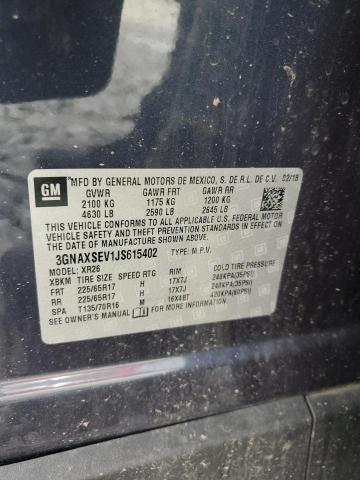 GM
MFD BY GENERAL MOTORS DE MEXICO, S. DE R.L. DE C.V. 02/18
GVWR GAWR FRT GAWR RR
2100 KG 1175 KG 1200 KG
4630 LB 2590 LB 2645 LB
THIS VEHICLE CONFORMS TO ALL APPLICABLE U.S. FEDERAL MOTOR
VEHICLE SAFETY AND THEFT PREVENTION STANDARDS IN EFFECT ON
THE DATE OF MANUFACTURE SHOWN ABOVE.
3GNAXSEV1JS615402 TYPE: M.P.V.
MODEL: XR26
XBKM TIRE SIZE SPEED RTG RIM COLD TIRE PRESSURE
FRT 225/65R17 H 17X7J 240KPA(35PSI)
RR 225/65R17 H 17X7J 240KPA(35PSI)
SPA T135/70R16 M 16X4BT 420KPA(60PSI)
SEE OWNER'S MANUAL FOR ADDITIONAL INFORMATION